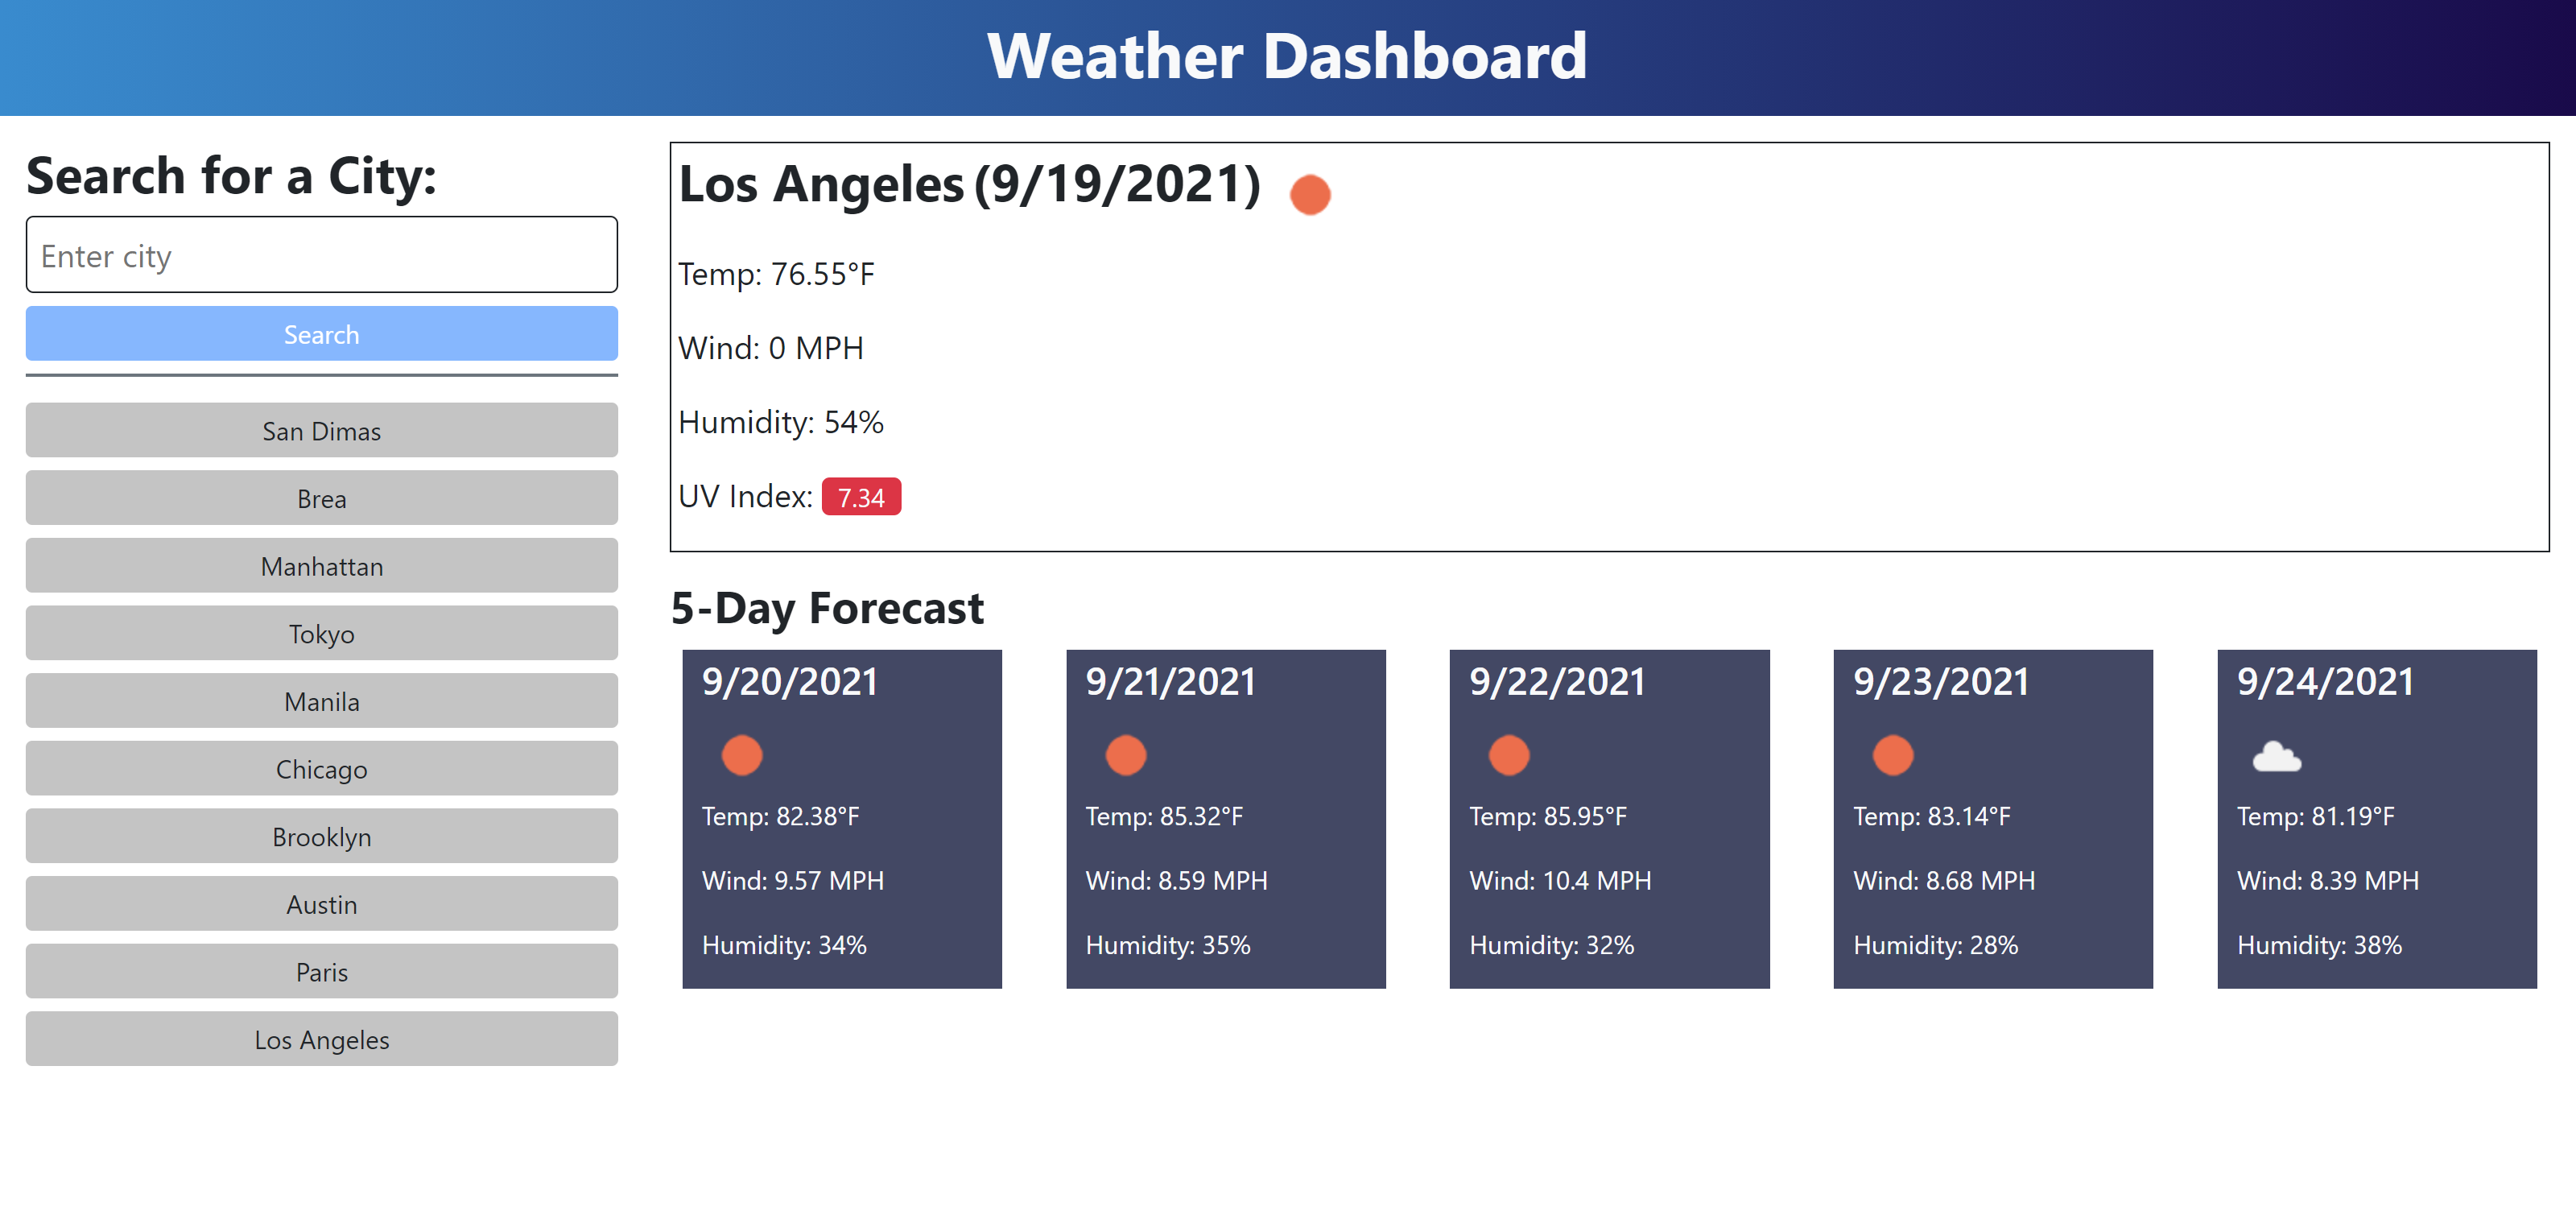 Weather Dashboard
Search for a City:
Enter city
Search
San Dimas
Brea
Manhattan
Tokyo
Manila
Chicago
Brooklyn
Austin
Paris
Los Angeles
Los Angeles (9/19/2021)
Temp: 76.55°F
Wind: 0 MPH
Humidity: 54%
UV Index: 7.34
5-Day Forecast
9/20/2021
Temp: 82.38°F
Wind: 9.57 MPH
Humidity: 34%
9/21/2021
Temp: 85.32°F
Wind: 8.59 MPH
Humidity: 35%
9/22/2021
Temp: 85.95°F
Wind: 10.4 MPH
Humidity: 32%
9/23/2021
Temp: 83.14°F
Wind: 8.68 MPH
Humidity: 28%
9/24/2021
Temp: 81.19°F
Wind: 8.39 MPH
Humidity: 38%